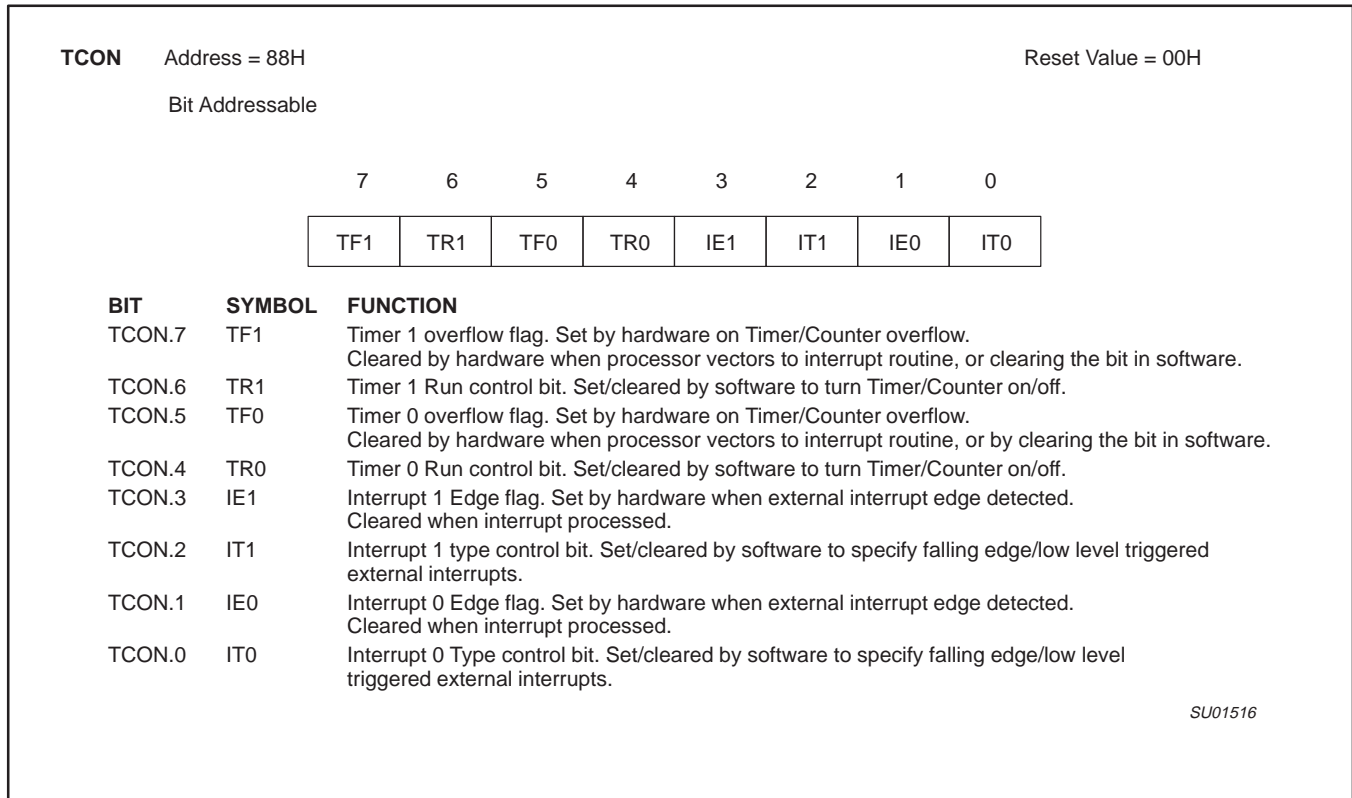 TCON Address = 88H Reset Value = 00H
Bit Addressable
7 6 5 4 3 2 1 0
TF1 TR1 TF0 TR0 IE1 IT1 IE0 IT0
BIT SYMBOL FUNCTION
TCON.7 TF1 Timer 1 overflow flag. Set by hardware on Timer/Counter overflow.
Cleared by hardware when processor vectors to interrupt routine, or clearing the bit in software.
TCON.6 TR1 Timer 1 Run control bit. Set/cleared by software to turn Timer/Counter on/off.
TCON.5 TF0 Timer 0 overflow flag. Set by hardware on Timer/Counter overflow.
Cleared by hardware when processor vectors to interrupt routine, or by clearing the bit in software.
TCON.4 TR0 Timer 0 Run control bit. Set/cleared by software to turn Timer/Counter on/off.
TCON.3 IE1 Interrupt 1 Edge flag. Set by hardware when external interrupt edge detected.
Cleared when interrupt processed.
TCON.2 IT1 Interrupt 1 type control bit. Set/cleared by software to specify falling edge/low level triggered
external interrupts.
TCON.1 IE0 Interrupt 0 Edge flag. Set by hardware when external interrupt edge detected.
Cleared when interrupt processed.
TCON.0 IT0 Interrupt 0 Type control bit. Set/cleared by software to specify falling edge/low level
triggered external interrupts.
SU01516